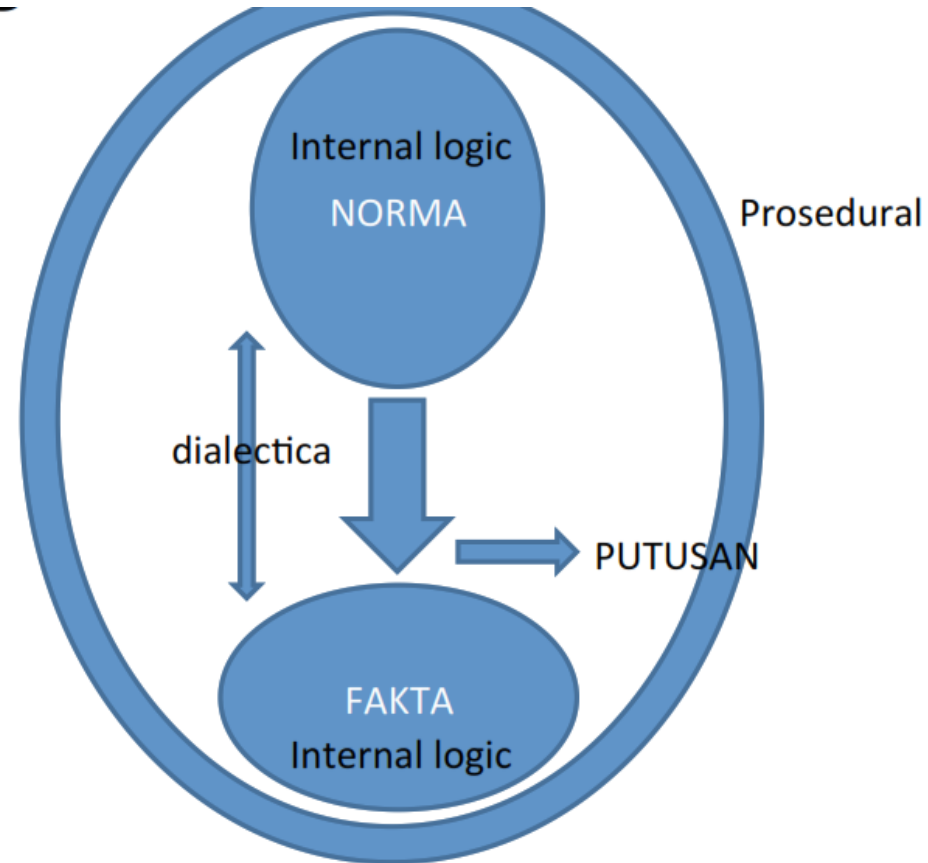 Internal logic
NORMA
Prosedural
dialectica
PUTUSAN
FAKTA
Internal logic